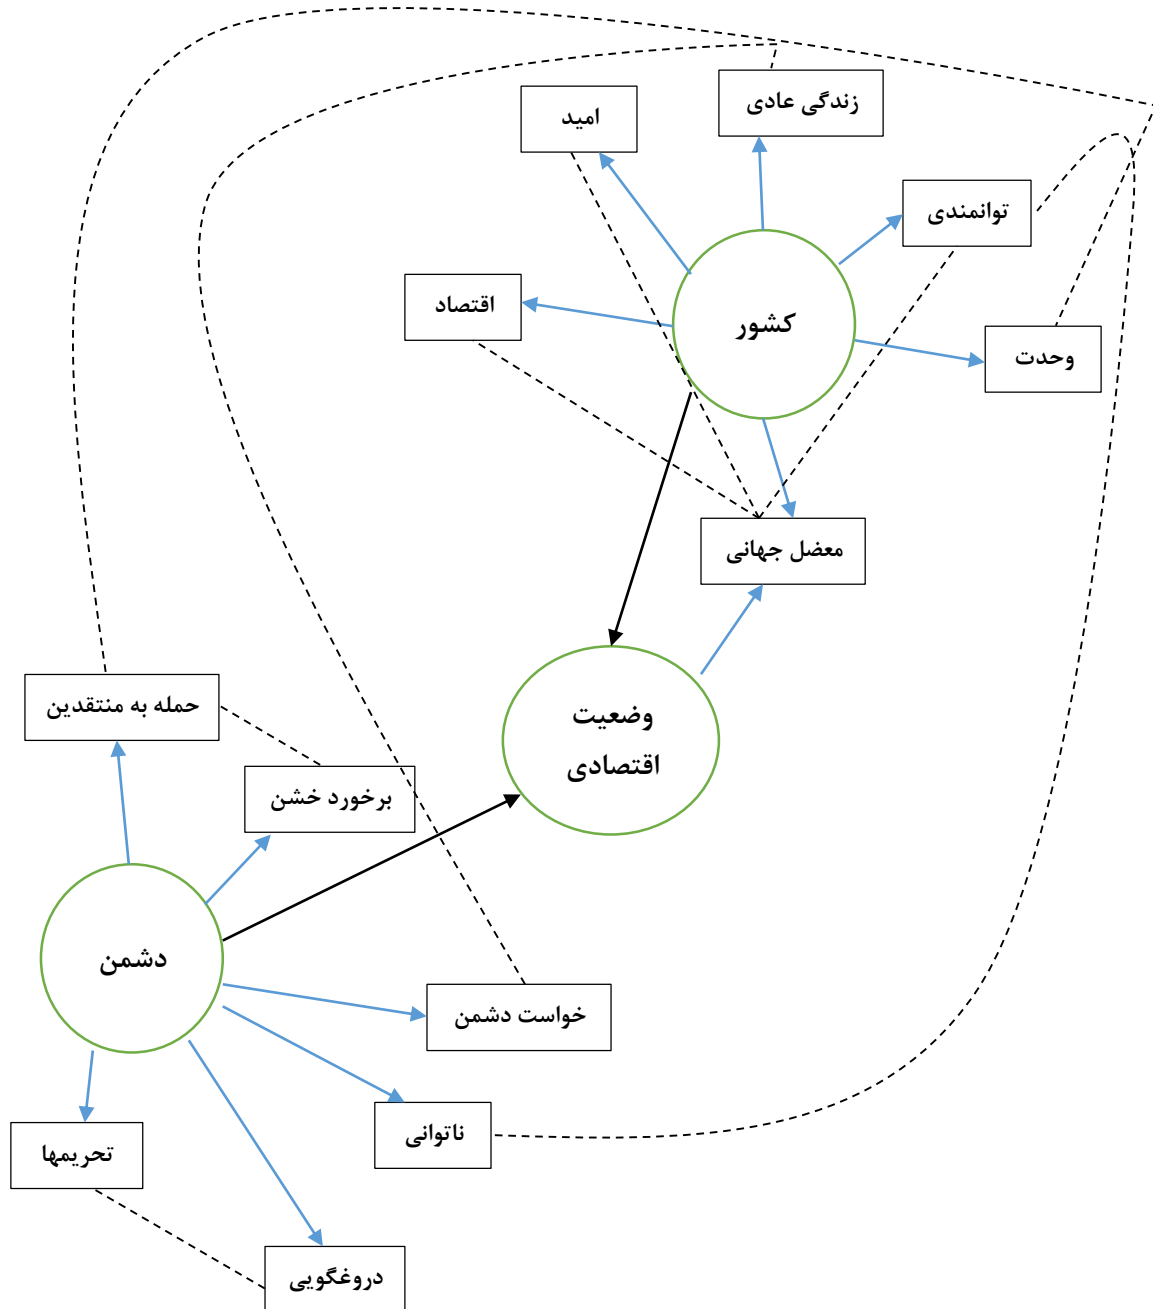 زندگی عادی
امید
توانمندی
اقتصاد
کشور
وحدت
معضل جهانی
حمله به منتقدین
وضعیت
اقتصادی
برخورد خشن
دشمن
خواست دشمن
ناتوانی
تحریمها
دروغگویی